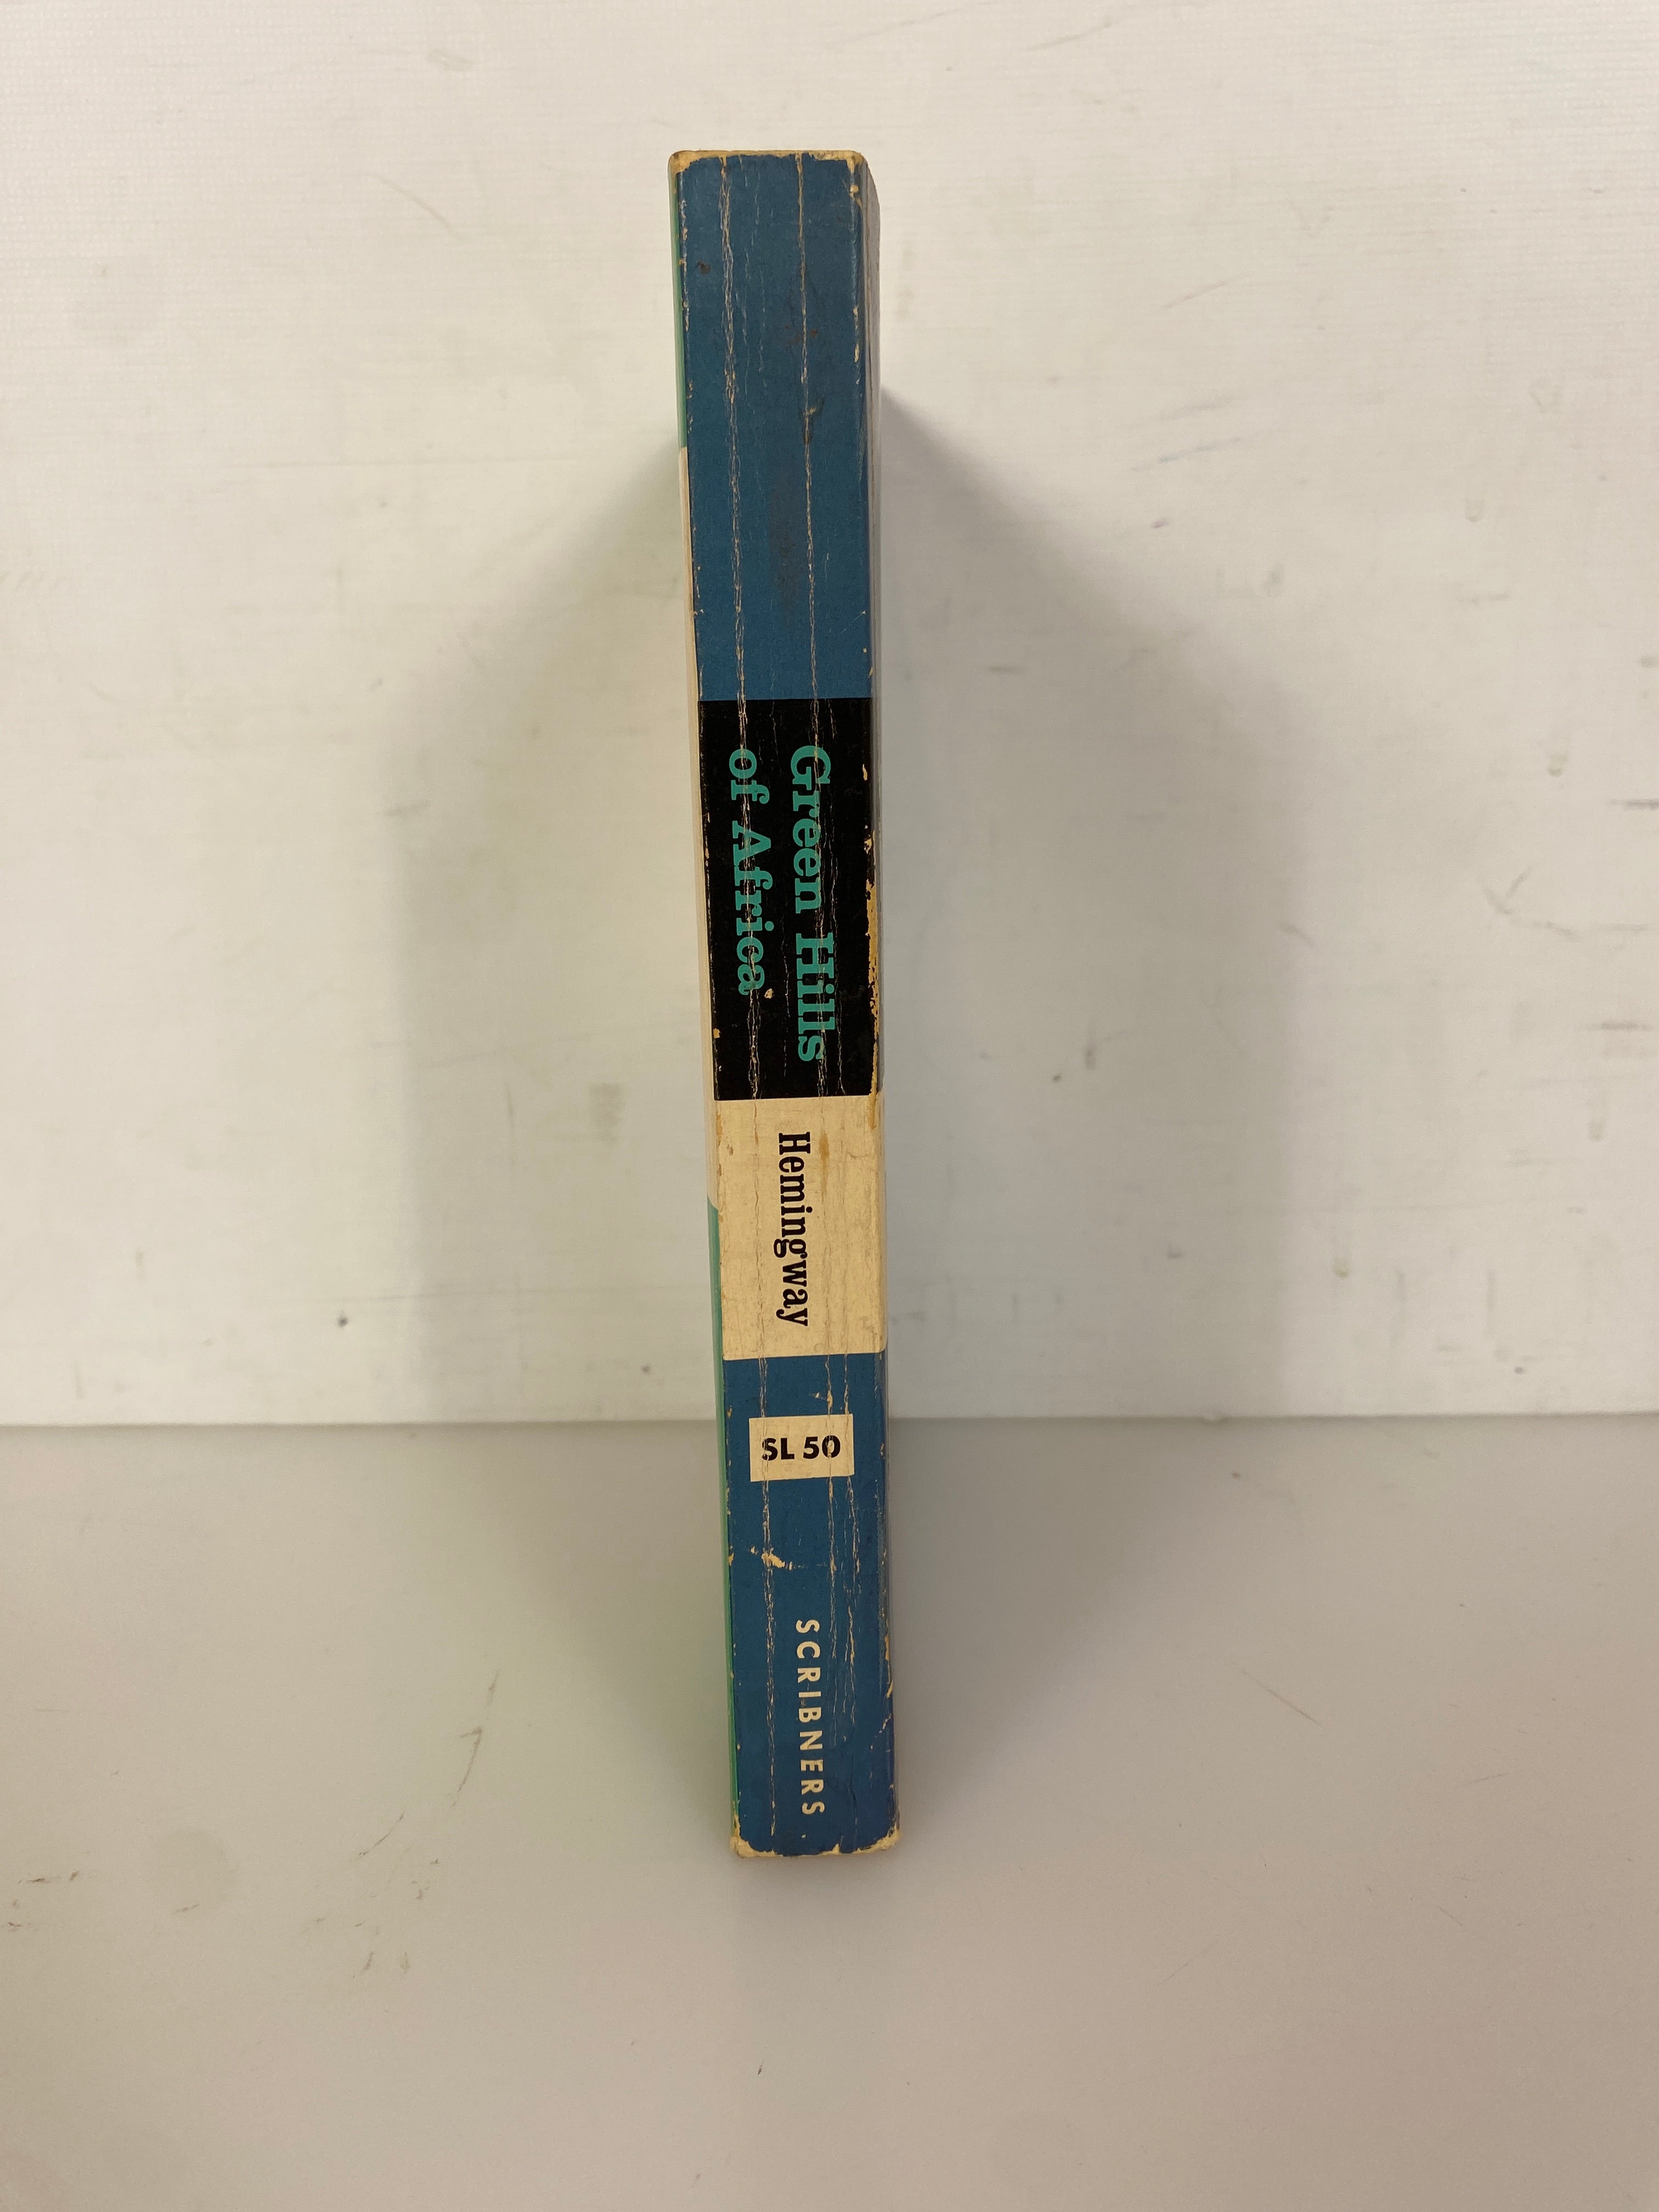 Green Hills
of Africa
Hemingway
SL 50
SCRIBNERS